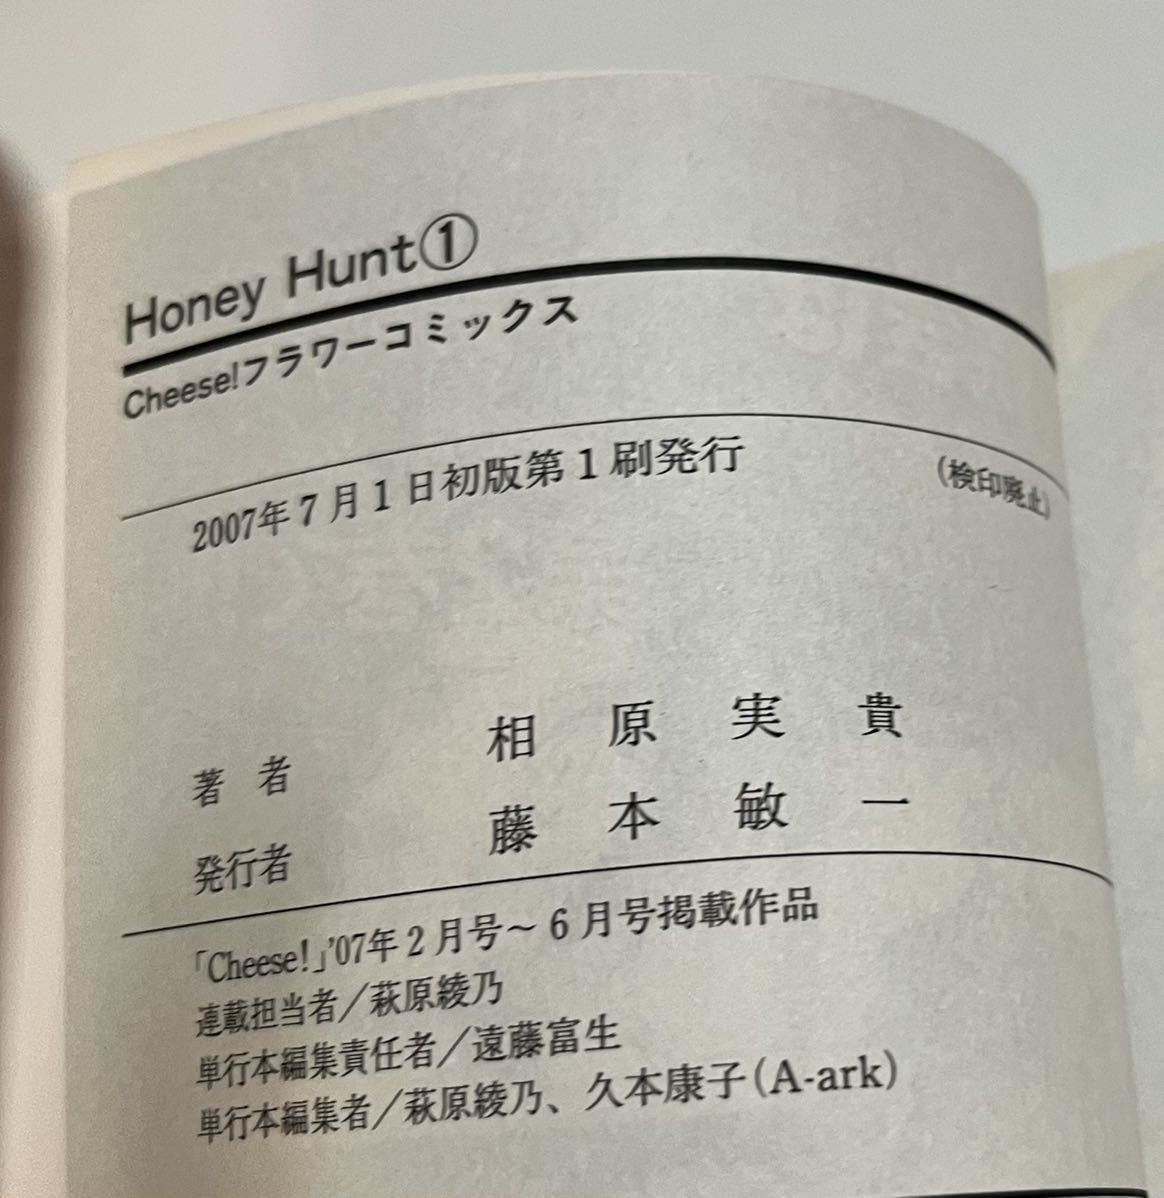 Honey Hunt①
Cheese!フラワーコミックス
2007年7月1日初版第1刷発行 (検印廃止)
著者 相原実貴
発行者 藤本敏一
「Cheese!」'07年2月号~6月号掲載作品
連載担当者/萩原綾乃
単行本編集責任者/遠藤富生
単行本編集者/萩原綾乃、久本康子(A-ark)